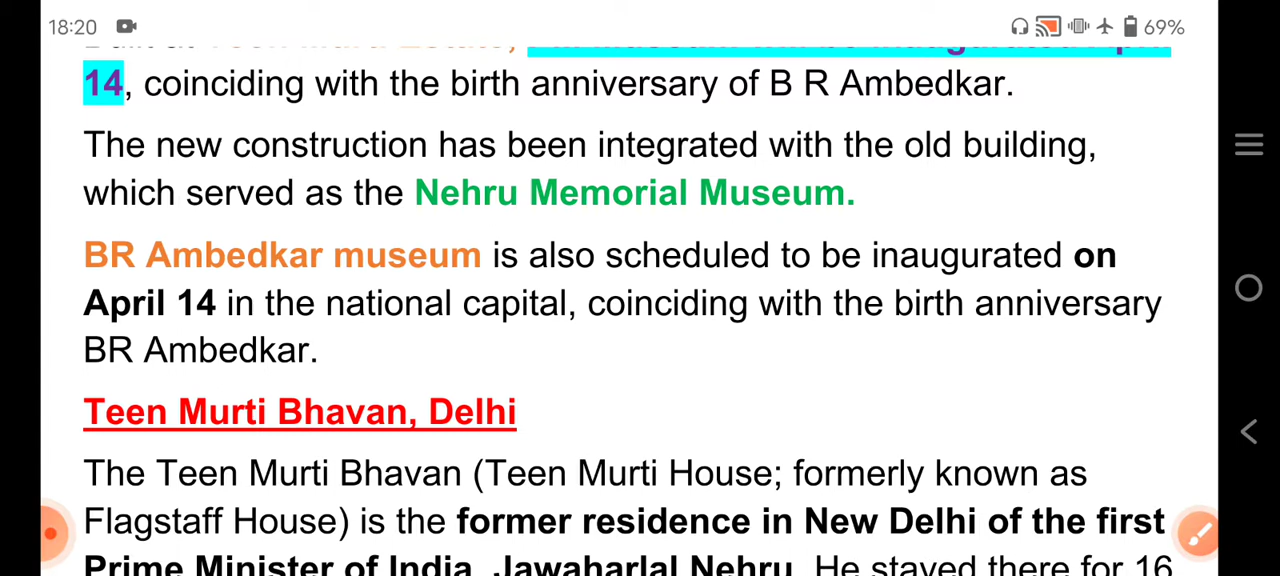 18:20 69%
14, coinciding with the birth anniversary of B R Ambedkar.
The new construction has been integrated with the old building,
which served as the Nehru Memorial Museum.
BR Ambedkar museum is also scheduled to be inaugurated on
April 14 in the national capital, coinciding with the birth anniversary
BR Ambedkar.
Teen Murti Bhavan, Delhi
The Teen Murti Bhavan (Teen Murti House; formerly known as
Flagstaff House) is the former residence in New Delhi of the first
Prime Minister of India, Jawaharlal Nehru. He stayed there for 16